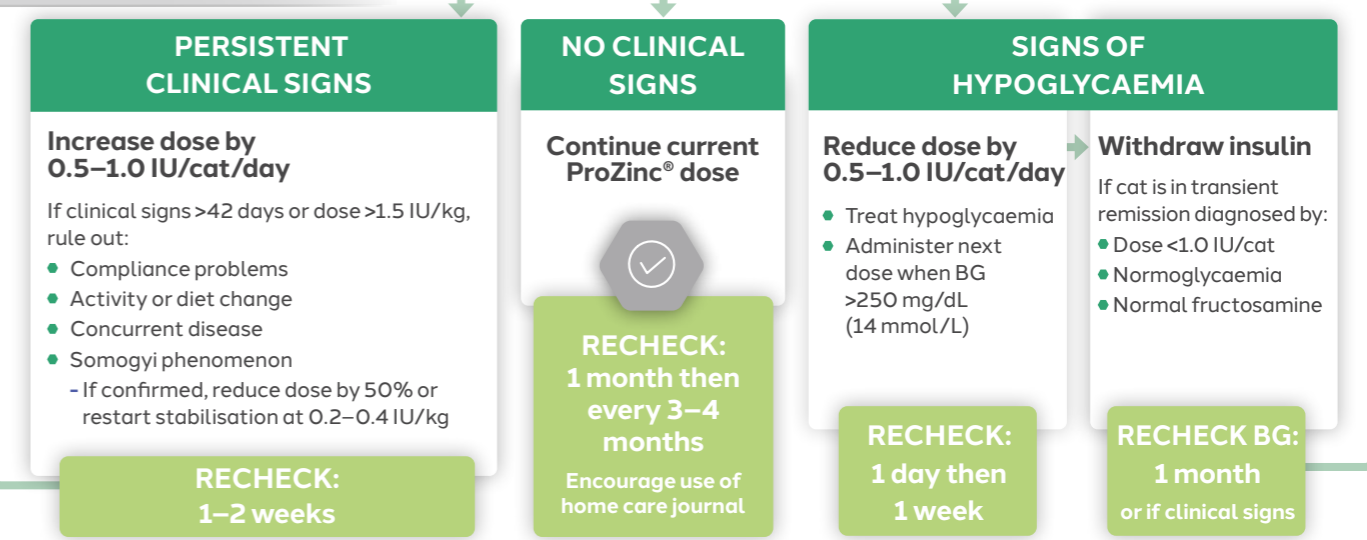 PERSISTENT
CLINICAL SIGNS
Increase dose by
0.5–1.0 IU/cat/day
If clinical signs >42 days or dose >1.5 IU/kg,
rule out:
Compliance problems
Activity or diet change
Concurrent disease
Somogyi phenomenon
- If confirmed, reduce dose by 50% or
restart stabilisation at 0.2–0.4 IU/kg
RECHECK:
1–2 weeks
NO CLINICAL
SIGNS
Continue current
ProZinc® dose
RECHECK:
1 month then
every 3–4
months
Encourage use of
home care journal
SIGNS OF
HYPOGLYCAEMIA
Reduce dose by
0.5–1.0 IU/cat/day
Treat hypoglycaemia
Administer next
dose when BG
>250 mg/dL
(14 mmol/L)
RECHECK:
1 day then
1 week
Withdraw insulin
If cat is in transient
remission diagnosed by:
Dose <1.0 IU/cat
Normoglycaemia
Normal fructosamine
RECHECK BG:
1 month
or if clinical signs